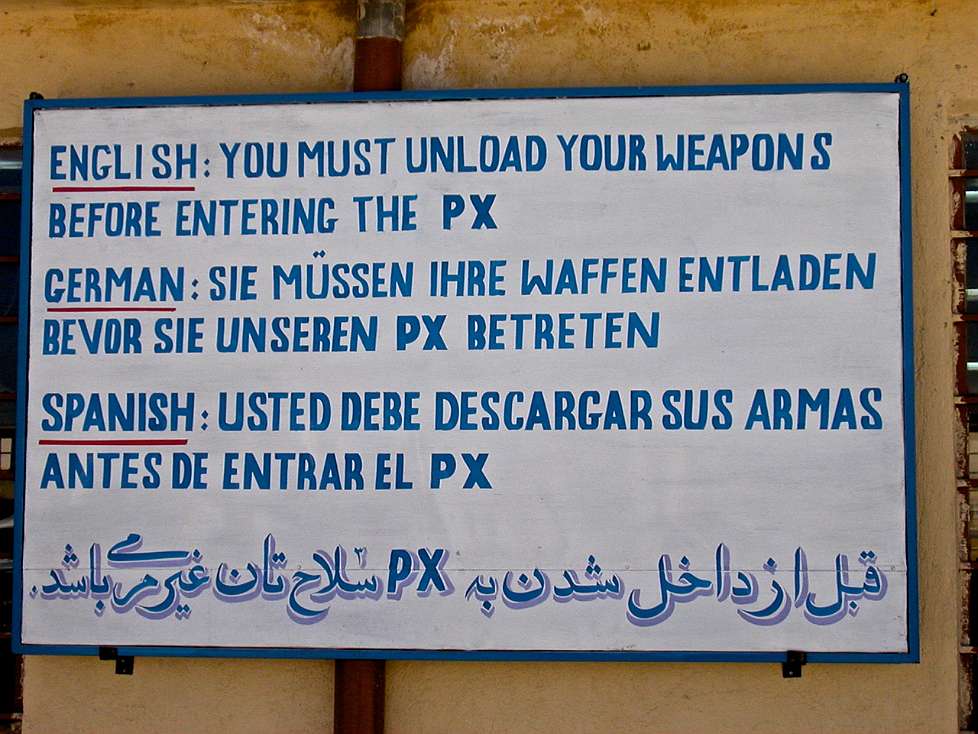 ENGLISH: YOU MUST UNLOAD YOUR WEAPONS
BEFORE ENTERING THE PX
GERMAN: SIE MÜSSEN IHRE WAFFEN ENTLADEN
BEVOR SIE UNSEREN PX BETRETEN
SPANISH: USTED DEBE DESCARGAR SUS ARMAS
ANTES DE ENTRAR EL PX
قبل از داخل شدن به PX سلاح تان غیر مرمی باشد.